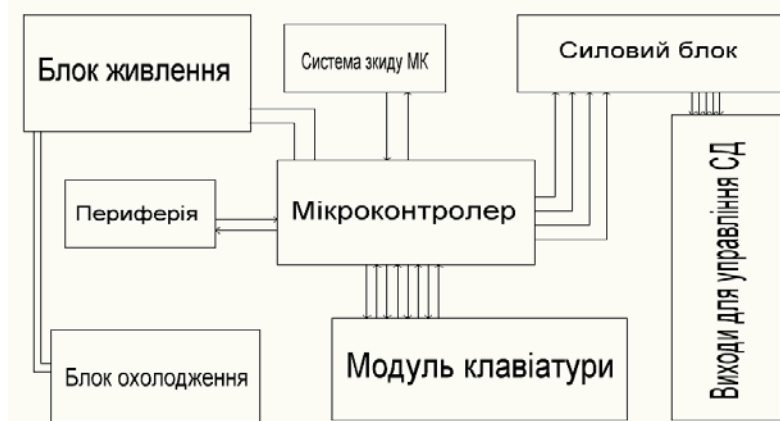 Блок живлення
Система зкиду МК
Силовий блок
Периферія
Мікроконтролер
Виходи для управління СД
Блок охолодження
Модуль клавіатури